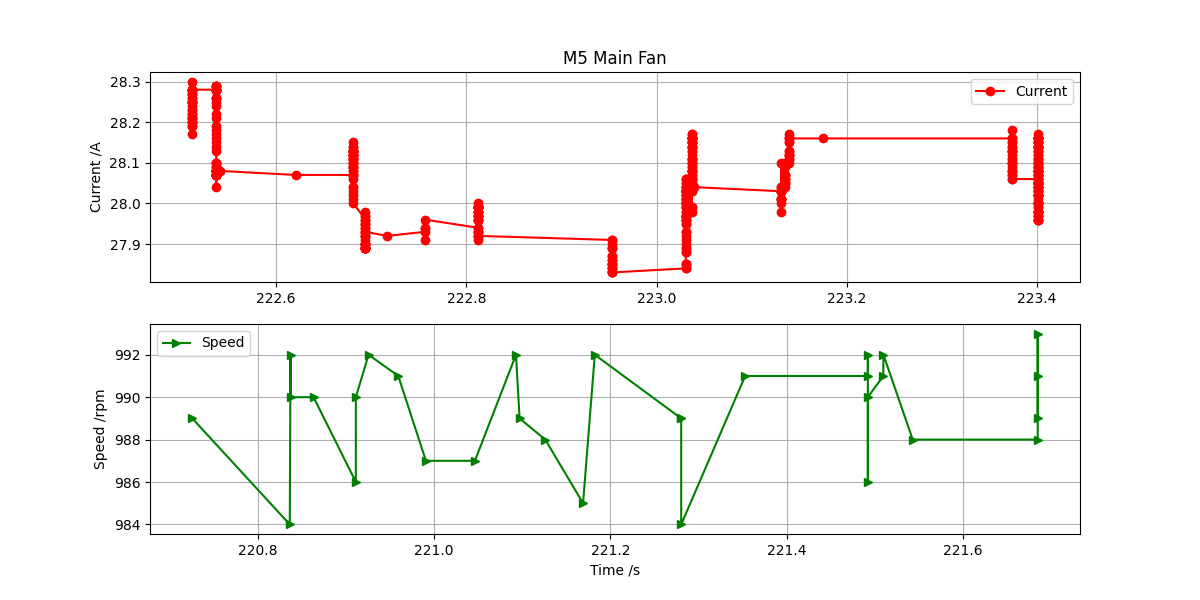 M5 Main Fan
Current /A
28.3
28.2
28.1
28.0
27.9
Current
222.6 222.8 223.0 223.2 223.4
Speed /rpm
992
990
988
986
984
Speed
220.8 221.0 221.2 221.4 221.6
Time /s